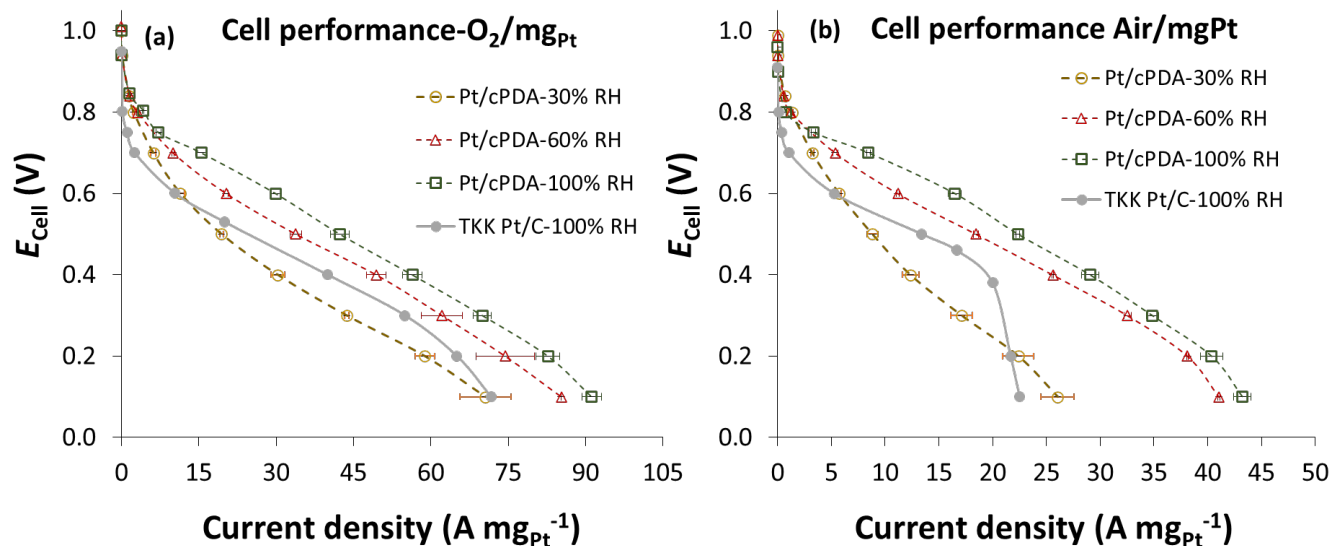 (a) Cell performance-O₂/mgPt
Pt/cPDA-30% RH
Pt/cPDA-60% RH
Pt/cPDA-100% RH
TKK Pt/C-100% RH
E_Cell (V)
1.0
0.8
0.6
0.4
0.2
0.0
0 15 30 45 60 75 90 105
Current density (A mgPt⁻¹)
(b) Cell performance Air/mgPt
Pt/cPDA-30% RH
Pt/cPDA-60% RH
Pt/cPDA-100% RH
TKK Pt/C-100% RH
E_Cell (V)
1.0
0.8
0.6
0.4
0.2
0.0
0 5 10 15 20 25 30 35 40 45 50
Current density (A mgPt⁻¹)